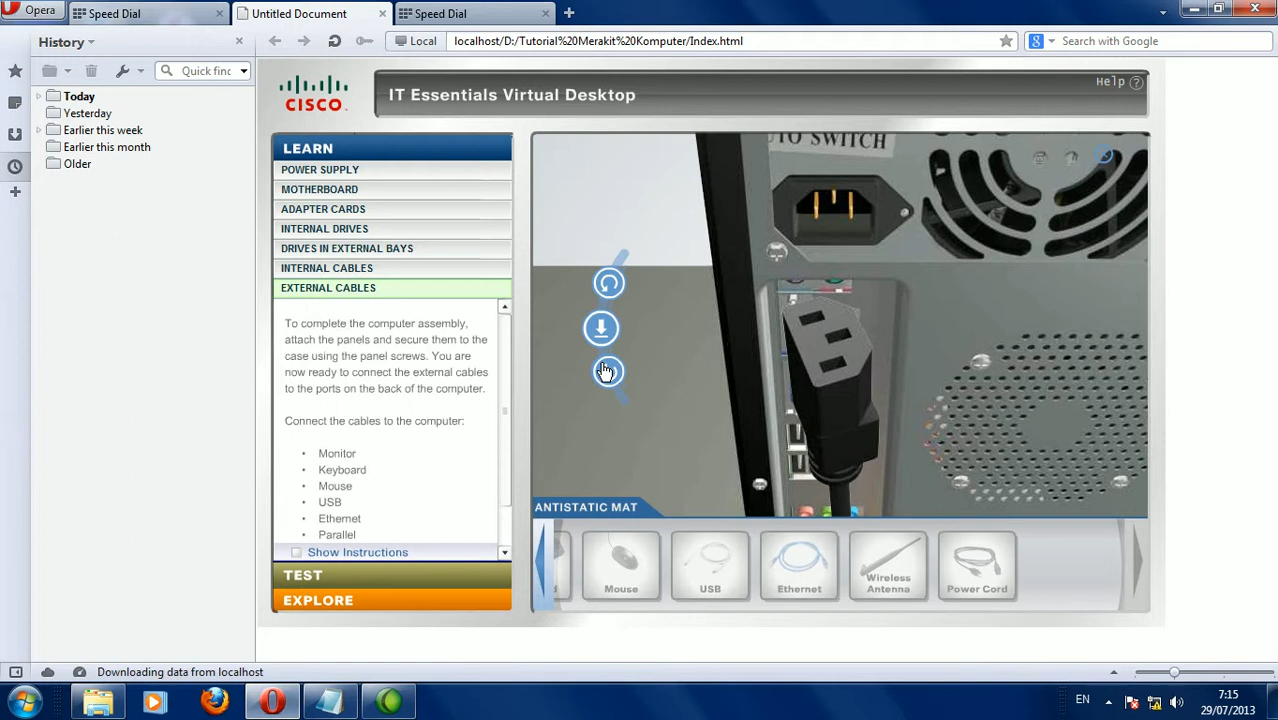 Opera
Speed Dial
Untitled Document
Speed Dial
History
Local
localhost/D:/Tutorial%20Merakit%20Komputer/Index.html
Search with Google
Quick finc
Today
Yesterday
Earlier this week
Earlier this month
Older
CISCO
IT Essentials Virtual Desktop
Help ?
LEARN
POWER SUPPLY
MOTHERBOARD
ADAPTER CARDS
INTERNAL DRIVES
DRIVES IN EXTERNAL BAYS
INTERNAL CABLES
EXTERNAL CABLES
To complete the computer assembly,
attach the panels and secure them to the
case using the panel screws. You are
now ready to connect the external cables
to the ports on the back of the computer.
Connect the cables to the computer:
• Monitor
• Keyboard
• Mouse
• USB
• Ethernet
• Parallel
Show Instructions
TEST
EXPLORE
TO SWITCH
ANTISTATIC MAT
Mouse
USB
Ethernet
Wireless
Antenna
Power Cord
Downloading data from localhost
EN
7:15
29/07/2013